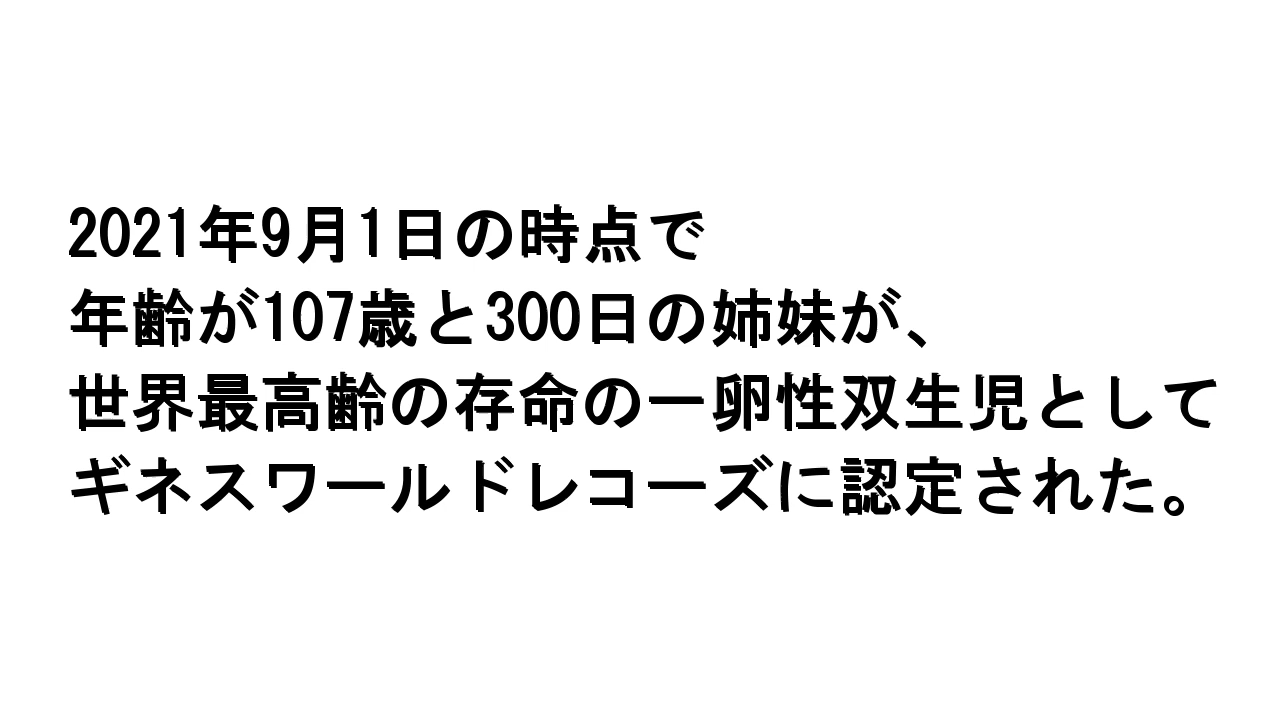 2021年9月1日の時点で
年齢が107歳と300日の姉妹が、
世界最高齢の存命の一卵性双生児として
ギネスワールドレコーズに認定された。